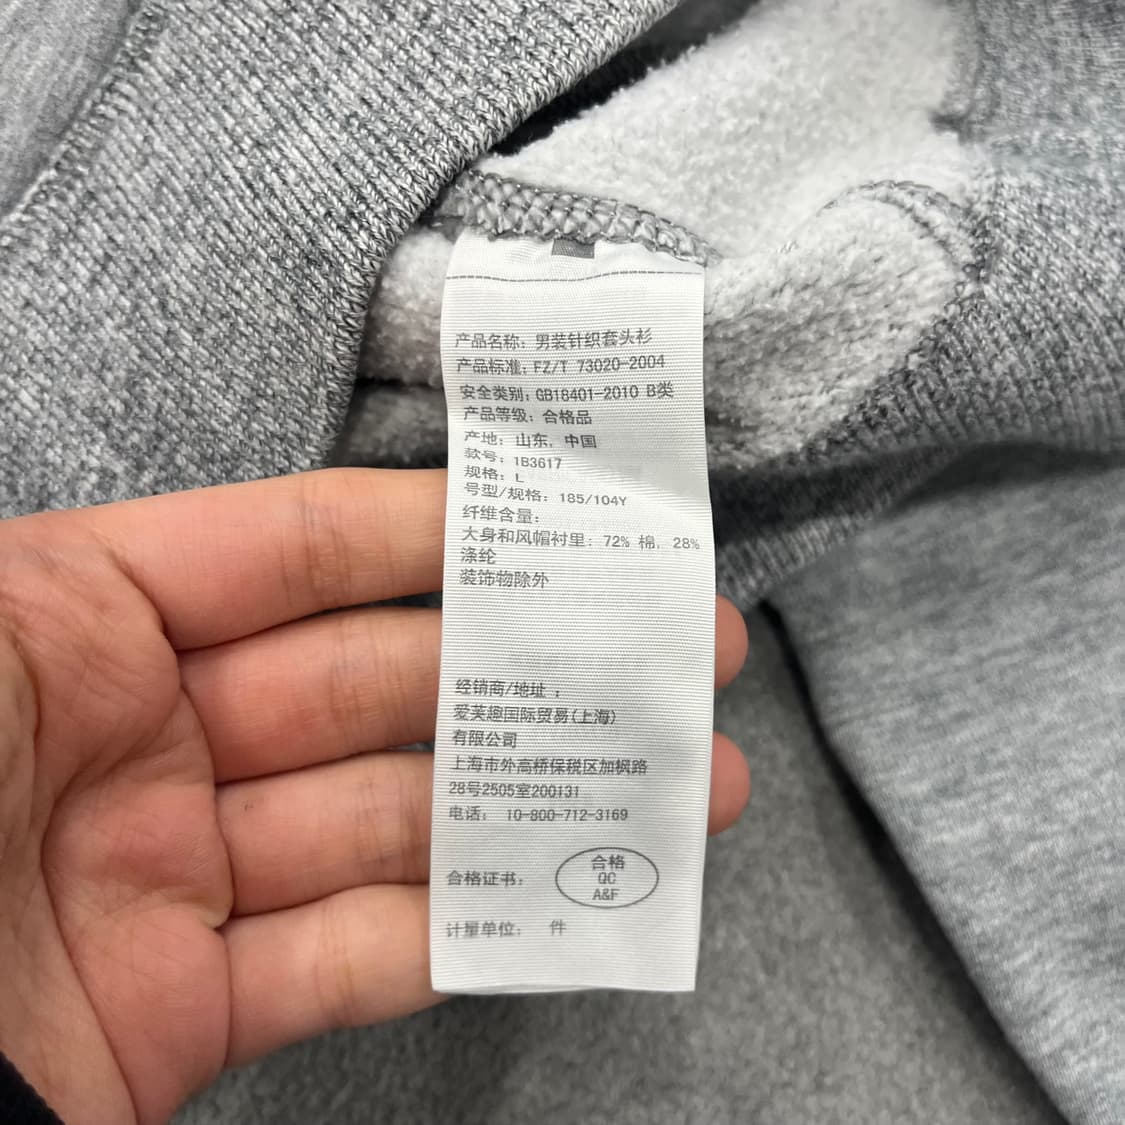 产品名称: 男装针织套头衫
产品标准: FZ/T 73020-2004
安全类别: GB18401-2010 B类
产品等级: 合格品
产地: 山东, 中国
款号: 1B3617
规格: L
号型/规格: 185/104Y
纤维含量:
大身和风帽衬里: 72% 棉, 28%
涤纶
装饰物除外
经销商/地址 :
爱芙趣国际贸易(上海)
有限公司
上海市外高桥保税区加枫路
28号2505室200131
电话: 10-800-712-3169
合格证书:
合格
QC
A&F
计量单位: 件